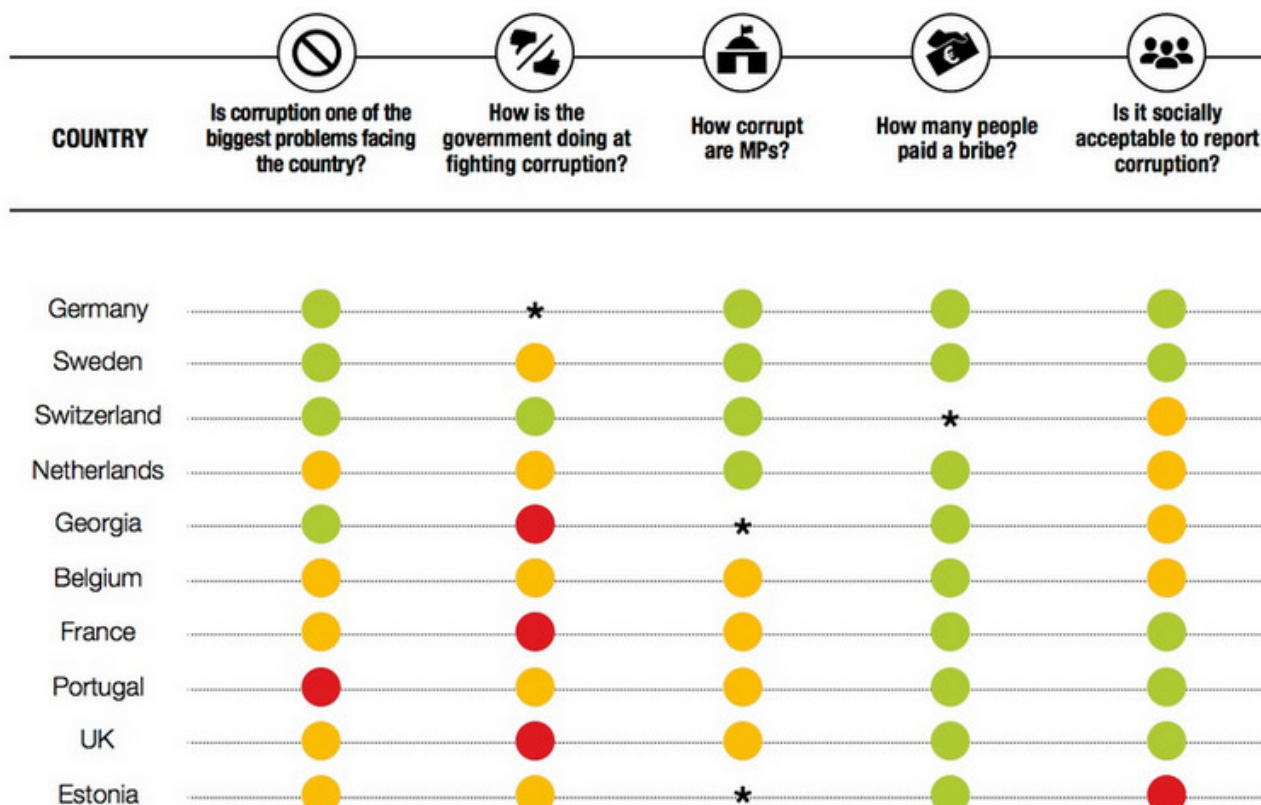 COUNTRY
Is corruption one of the
biggest problems facing
the country?
How is the
government doing at
fighting corruption?
How corrupt
are MPs?
How many people
paid a bribe?
Is it socially
acceptable to report
corruption?
Germany *
Sweden
Switzerland *
Netherlands
Georgia *
Belgium
France
Portugal
UK
Estonia *